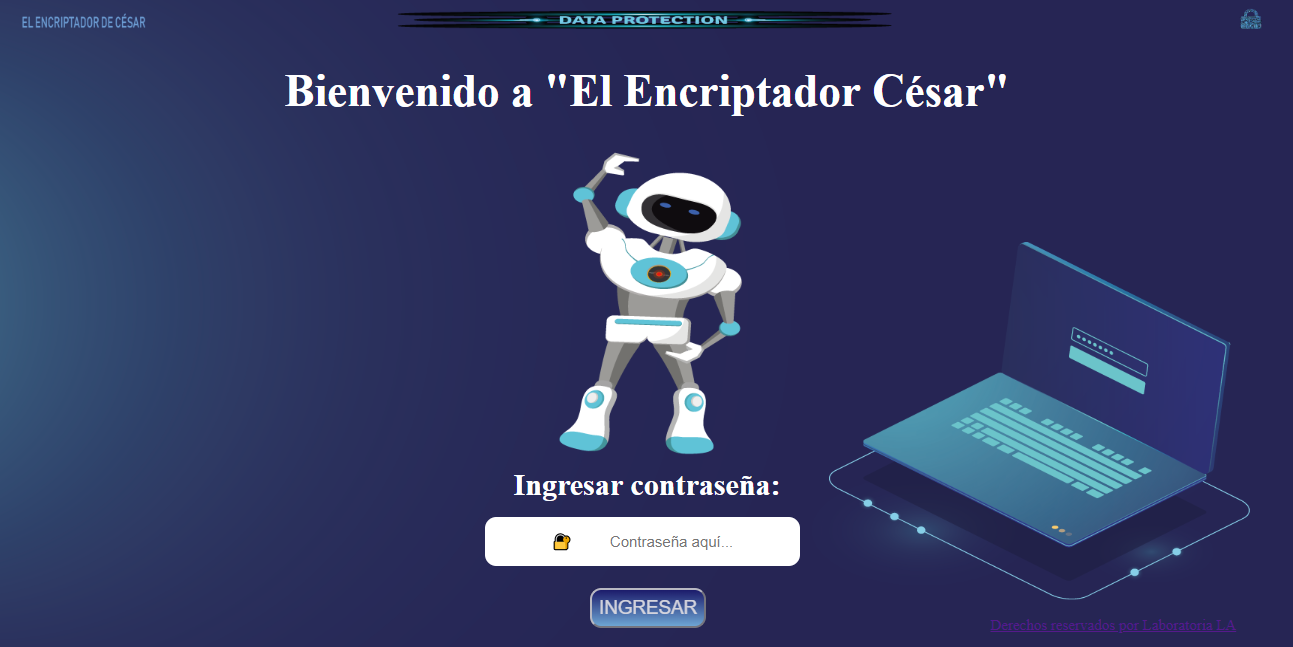 EL ENCRIPTADOR DE CÉSAR
DATA PROTECTION
Bienvenido a "El Encriptador César"
Ingresar contraseña:
Contraseña aquí...
INGRESAR
Derechos reservados por Laboratoria LA